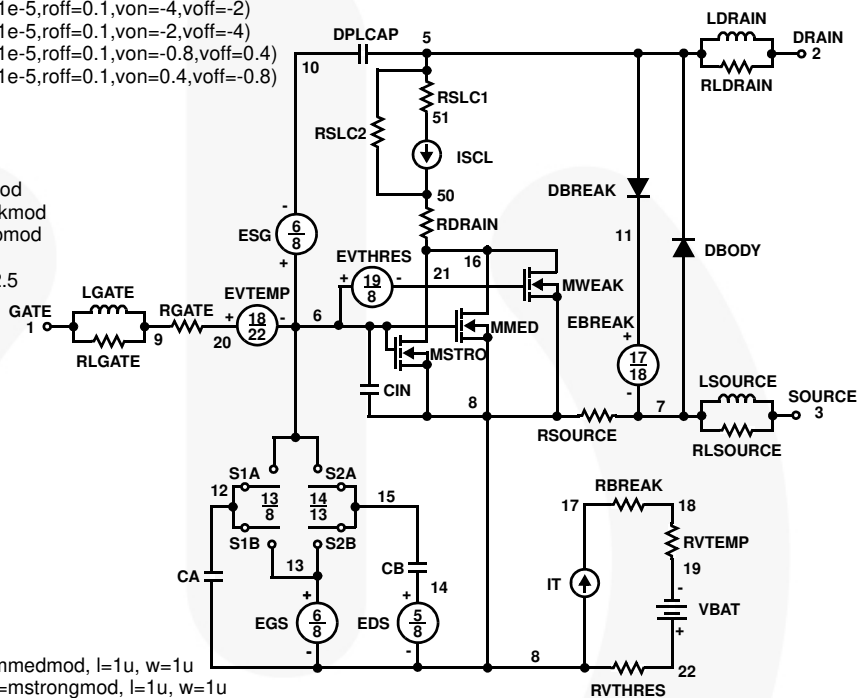 1e-5,roff=0.1,von=-4,voff=-2)
1e-5,roff=0.1,von=-2,voff=-4)
1e-5,roff=0.1,von=-0.8,voff=0.4)
1e-5,roff=0.1,von=0.4,voff=-0.8)
LDRAIN
DPLCAP
5
DRAIN
2
10
RLDRAIN
RSLC1
51
RSLC2
ISCL
od
kmod
omod
DBREAK
50
-
6
8
ESG
+
RDRAIN
11
DBODY
EVTHRES
16
21
+
19
8
-
MWEAK
2.5
LGATE
GATE
1
RGATE
EVTEMP
+
18
22
-
6
MMED
EBREAK
+
9
20
RLGATE
MSTRO
17
18
-
CIN
LSOURCE
SOURCE
3
8
7
RSOURCE
RLSOURCE
S1A
S2A
12
13
8
14
13
15
RBREAK
17
18
S1B
S2B
RVTEMP
13
CB
19
CA
14
IT
-
VBAT
+
+
EGS
6
8
-
+
EDS
5
8
-
8
22
RVTHRES
mmedmod, l=1u, w=1u
=mstrongmod, l=1u, w=1u